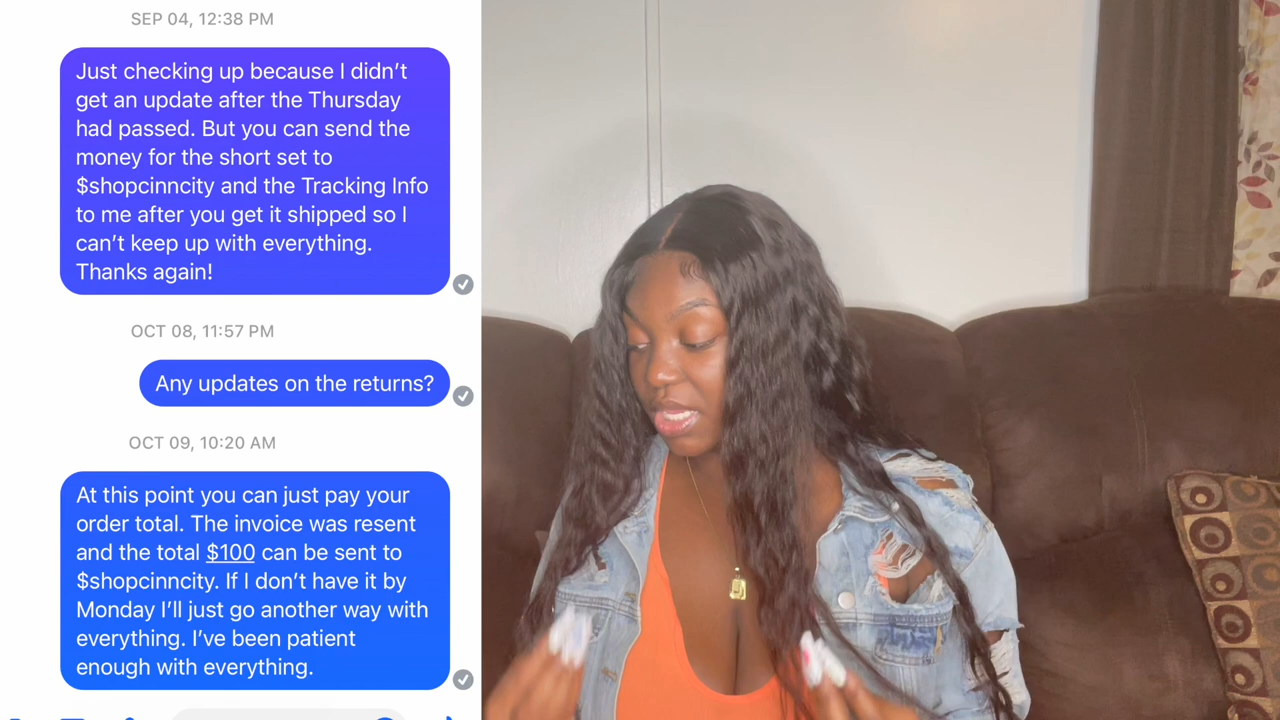 SEP 04, 12:38 PM
Just checking up because I didn't
get an update after the Thursday
had passed. But you can send the
money for the short set to
$shopcinncity and the Tracking Info
to me after you get it shipped so I
can't keep up with everything.
Thanks again!
OCT 08, 11:57 PM
Any updates on the returns?
OCT 09, 10:20 AM
At this point you can just pay your
order total. The invoice was resent
and the total $100 can be sent to
$shopcinncity. If I don't have it by
Monday I'll just go another way with
everything. I've been patient
enough with everything.